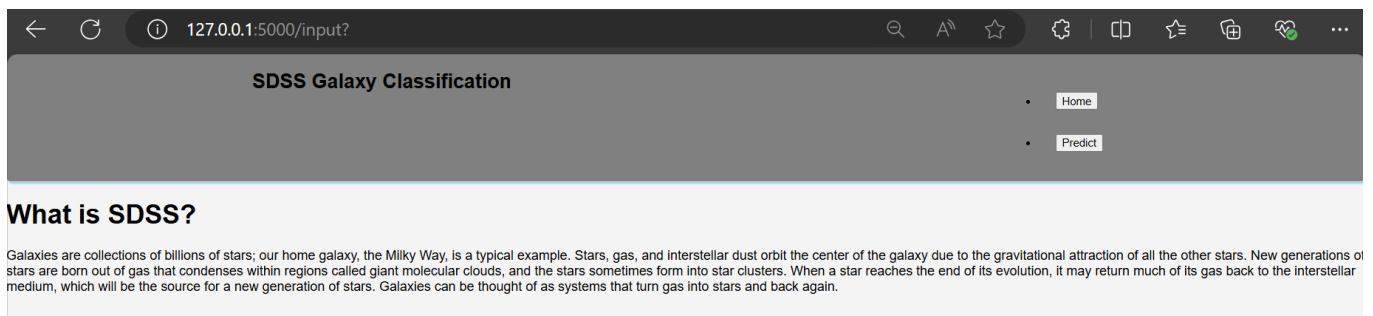 127.0.0.1:5000/input?
SDSS Galaxy Classification
Home
Predict
What is SDSS?
Galaxies are collections of billions of stars; our home galaxy, the Milky Way, is a typical example. Stars, gas, and interstellar dust orbit the center of the galaxy due to the gravitational attraction of all the other stars. New generations of
stars are born out of gas that condenses within regions called giant molecular clouds, and the stars sometimes form into star clusters. When a star reaches the end of its evolution, it may return much of its gas back to the interstellar
medium, which will be the source for a new generation of stars. Galaxies can be thought of as systems that turn gas into stars and back again.